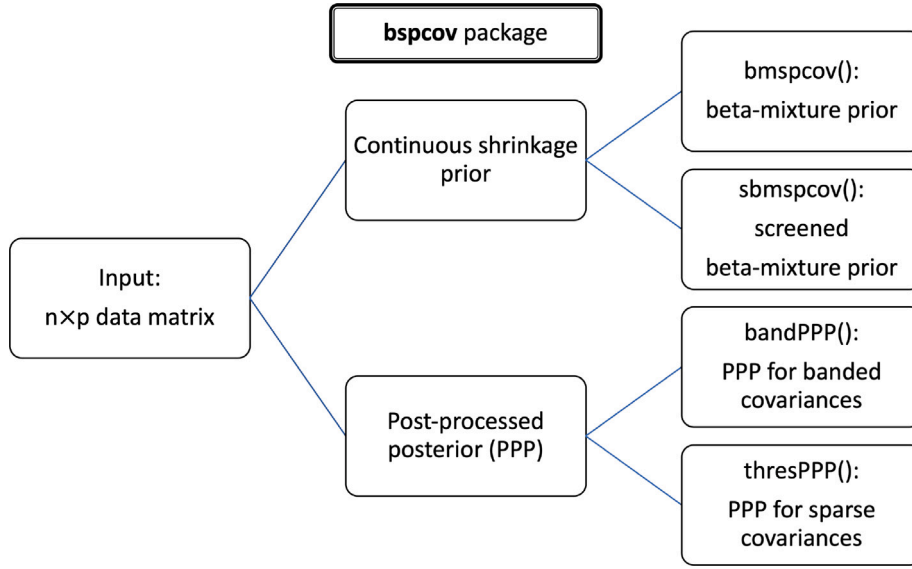 bspcov package
Input:
n×p data matrix
Continuous shrinkage
prior
Post-processed
posterior (PPP)
bmspcov():
beta-mixture prior
sbmspcov():
screened
beta-mixture prior
bandPPP():
PPP for banded
covariances
thresPPP():
PPP for sparse
covariances